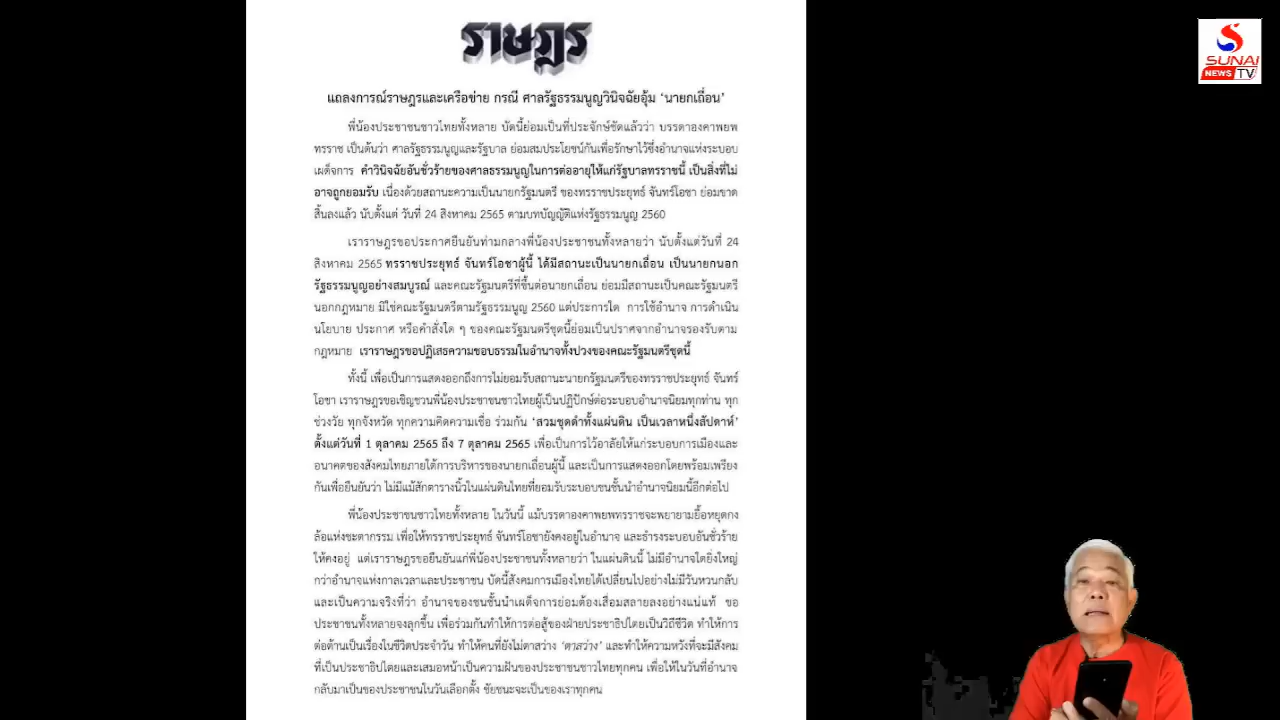 ราษฎร
SUNAI
NEWS TV
แถลงการณ์ราษฎรและเครือข่าย กรณี ศาลรัฐธรรมนูญวินิจฉัยอุ้ม 'นายกเถื่อน'
พี่น้องประชาชนชาวไทยทั้งหลาย บัดนี้ย่อมเป็นที่ประจักษ์ชัดแล้วว่า บรรดาองคาพยพ
ทรราช เป็นต้นว่า ศาลรัฐธรรมนูญและรัฐบาล ย่อมสมประโยชน์กันเพื่อรักษาไว้ซึ่งอำนาจแห่งระบอบ
เผด็จการ คำวินิจฉัยอันชั่วร้ายของศาลธรรมนูญในการต่ออายุให้แก่รัฐบาลทรราชนี้ เป็นสิ่งที่ไม่
อาจถูกยอมรับ เนื่องด้วยสถานะความเป็นนายกรัฐมนตรี ของทรราชประยุทธ์ จันทร์โอชา ย่อมขาด
สิ้นลงแล้ว นับตั้งแต่ วันที่ 24 สิงหาคม 2565 ตามบทบัญญัติแห่งรัฐธรรมนูญ 2560
เราราษฎรขอประกาศยืนยันท่ามกลางพี่น้องประชาชนทั้งหลายว่า นับตั้งแต่วันที่ 24
สิงหาคม 2565 ทรราชประยุทธ์ จันทร์โอชาผู้นี้ ได้มีสถานะเป็นนายกเถื่อน เป็นนายกนอก
รัฐธรรมนูญอย่างสมบูรณ์ และคณะรัฐมนตรีที่ขึ้นต่อนายกเถื่อน ย่อมมีสถานะเป็นคณะรัฐมนตรี
นอกกฎหมาย มิใช่คณะรัฐมนตรีตามรัฐธรรมนูญ 2560 แต่ประการใด การใช้อำนาจ การดำเนิน
นโยบาย ประกาศ หรือคำสั่งใด ๆ ของคณะรัฐมนตรีชุดนี้ย่อมเป็นปราศจากอำนาจรองรับตาม
กฎหมาย เราราษฎรขอปฏิเสธความชอบธรรมในอำนาจทั้งปวงของคณะรัฐมนตรีชุดนี้
ทั้งนี้ เพื่อเป็นการแสดงออกถึงการไม่ยอมรับสถานะนายกรัฐมนตรีของทรราชประยุทธ์ จันทร์
โอชา เราราษฎรขอเชิญชวนพี่น้องประชาชนชาวไทยผู้เป็นปฏิปักษ์ต่อระบอบอำนาจนิยมทุกท่าน ทุก
ช่วงวัย ทุกจังหวัด ทุกความคิดความเชื่อ ร่วมกัน 'สวมชุดดำทั้งแผ่นดิน เป็นเวลาหนึ่งสัปดาห์'
ตั้งแต่วันที่ 1 ตุลาคม 2565 ถึง 7 ตุลาคม 2565 เพื่อเป็นการไว้อาลัยให้แก่ระบอบการเมืองและ
อนาคตของสังคมไทยภายใต้การบริหารของนายกเถื่อนผู้นี้ และเป็นการแสดงออกโดยพร้อมเพรียง
กันเพื่อยืนยันว่า ไม่มีแม้สักตารางนิ้วในแผ่นดินไทยที่ยอมรับระบอบชนชั้นนำอำนาจนิยมนี้อีกต่อไป
พี่น้องประชาชนชาวไทยทั้งหลาย ในวันนี้ แม้บรรดาองคาพยพทรราชจะพยายามยื้อหยุดกง
ล้อแห่งชะตากรรม เพื่อให้ทรราชประยุทธ์ จันทร์โอชายังคงอยู่ในอำนาจ และธำรงระบอบอันชั่วร้าย
ให้คงอยู่ แต่เราราษฎรขอยืนยันแก่พี่น้องประชาชนทั้งหลายว่า ในแผ่นดินนี้ ไม่มีอำนาจใดยิ่งใหญ่
กว่าอำนาจแห่งกาลเวลาและประชาชน บัดนี้สังคมการเมืองไทยได้เปลี่ยนไปอย่างไม่มีวันหวนกลับ
และเป็นความจริงที่ว่า อำนาจของชนชั้นนำเผด็จการย่อมต้องเสื่อมสลายลงอย่างแน่แท้ ขอ
ประชาชนทั้งหลายจงลุกขึ้น เพื่อร่วมกันทำให้การต่อสู้ของฝ่ายประชาธิปไตยเป็นวิถีชีวิต ทำให้การ
ต่อต้านเป็นเรื่องในชีวิตประจำวัน ทำให้คนที่ยังไม่ตาสว่าง 'ตาสว่าง' และทำให้ความหวังที่จะมีสังคม
ที่เป็นประชาธิปไตยและเสมอหน้าเป็นความฝันของประชาชนชาวไทยทุกคน เพื่อให้ในวันที่อำนาจ
กลับมาเป็นของประชาชนในวันเลือกตั้ง ชัยชนะจะเป็นของเราทุกคน